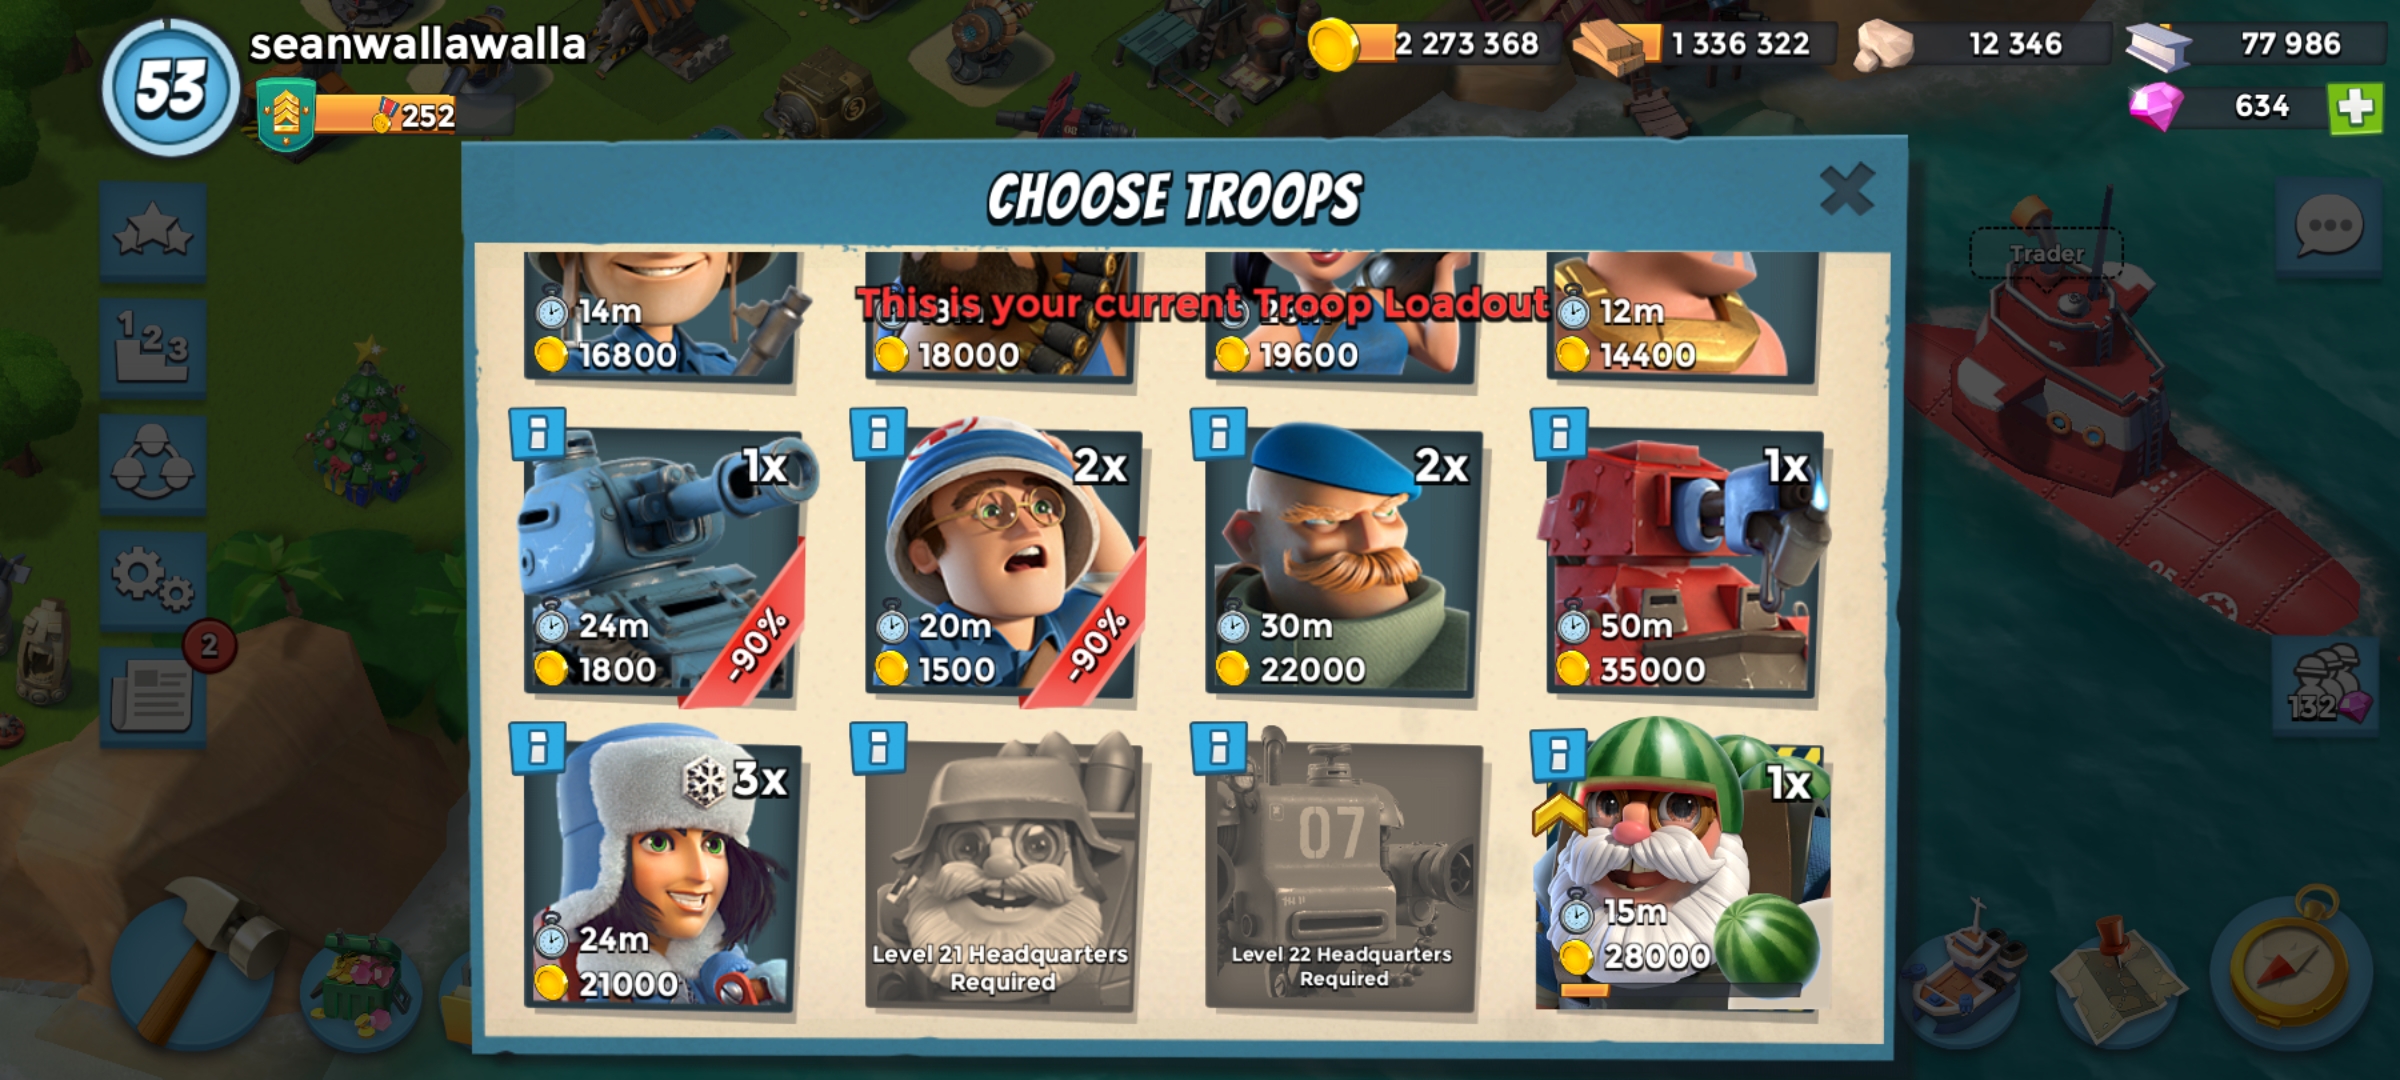 53
seanwallawalla
252
2 273 368
1 336 322
12 346
77 986
634
CHOOSE TROOPS
Trader
This is your current Troop Loadout
14m
12m
16800
18000
19600
14400
1x
2x
2x
1x
24m
20m
30m
50m
1800
1500
22000
35000
-90%
-90%
1 2 3
2
132
3x
1x
07
24m
21000
Level 21 Headquarters
Required
Level 22 Headquarters
Required
15m
28000